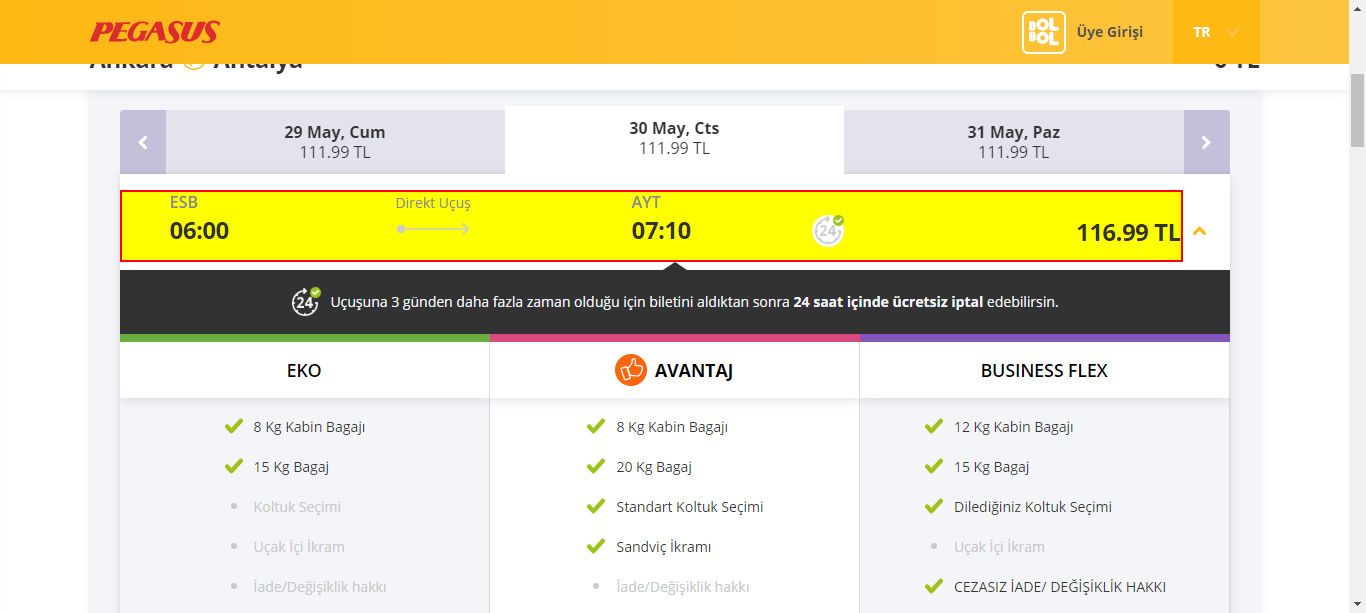 PEGASUS
BOL BOL Üye Girişi TR
Ankara Antalya 0 TL
29 May, Cum
111.99 TL
30 May, Cts
111.99 TL
31 May, Paz
111.99 TL
ESB Direkt Uçuş AYT
06:00 07:10 24 116.99 TL
24 Uçuşuna 3 günden daha fazla zaman olduğu için biletini aldıktan sonra 24 saat içinde ücretsiz iptal edebilirsin.
EKO
8 Kg Kabin Bagajı
15 Kg Bagaj
Koltuk Seçimi
Uçak İçi İkram
İade/Değişiklik hakkı
AVANTAJ
8 Kg Kabin Bagajı
20 Kg Bagaj
Standart Koltuk Seçimi
Sandviç İkramı
İade/Değişiklik hakkı
BUSINESS FLEX
12 Kg Kabin Bagajı
15 Kg Bagaj
Dilediğiniz Koltuk Seçimi
Uçak İçi İkram
CEZASIZ İADE/ DEĞİŞİKLİK HAKKI